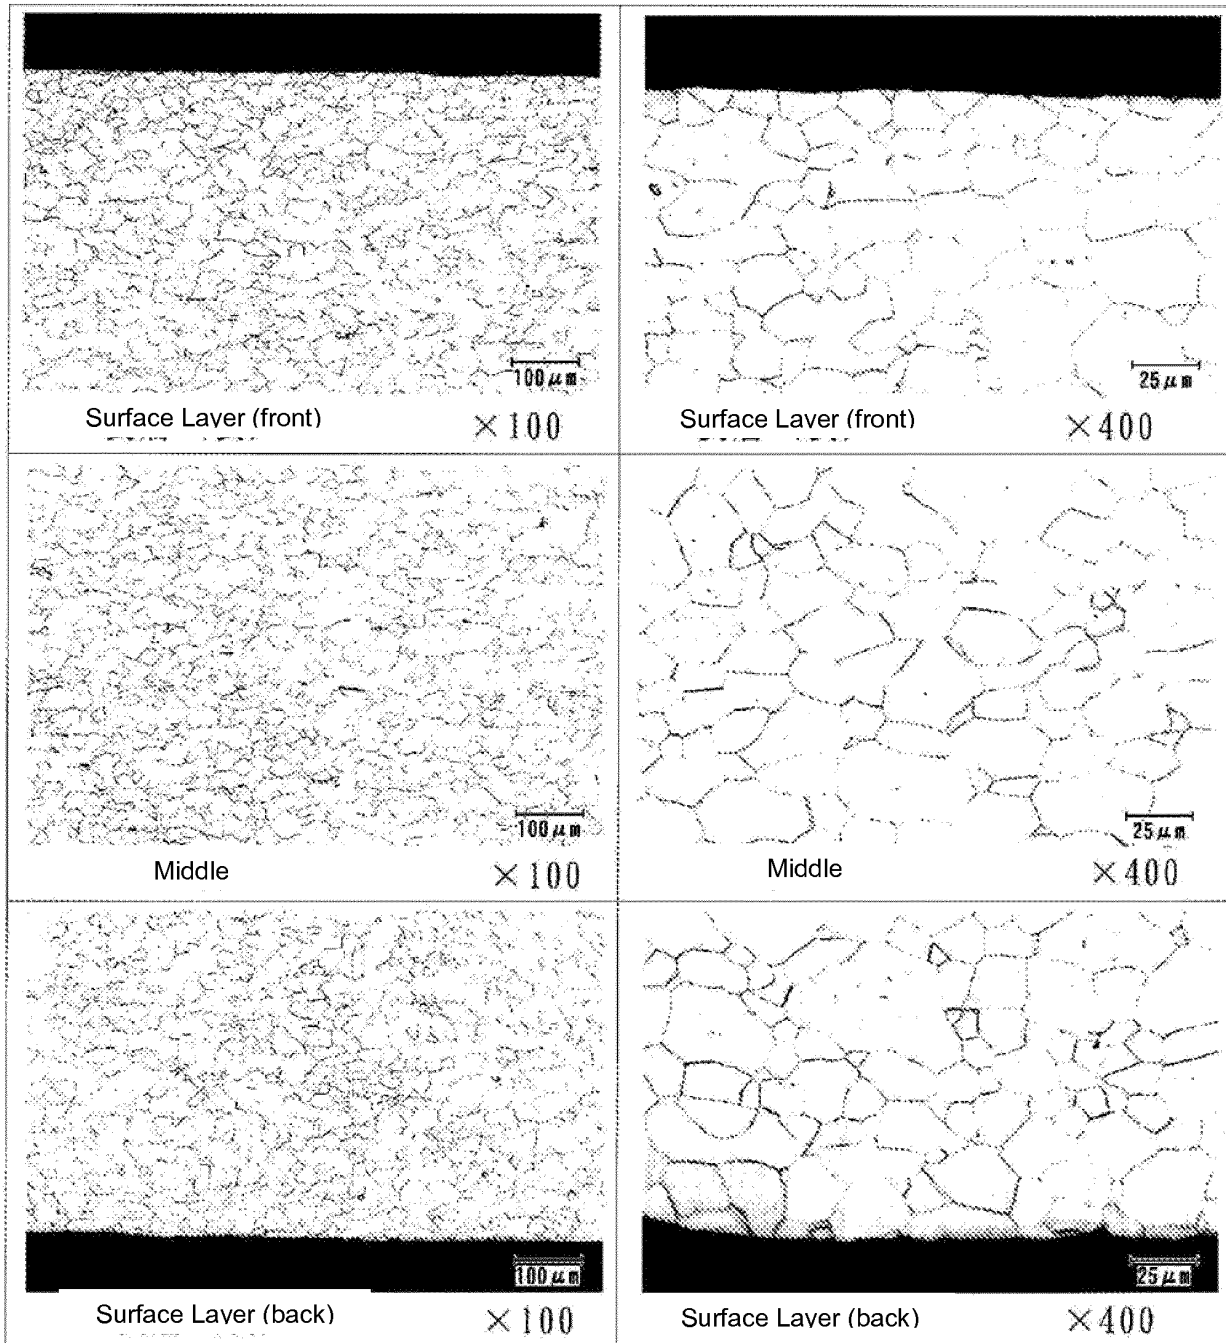 100μm
25μm
Surface Layer (front) ×100
Surface Layer (front) ×400
100μm
25μm
Middle ×100
Middle ×400
100μm
25μm
Surface Layer (back) ×100
Surface Layer (back) ×400